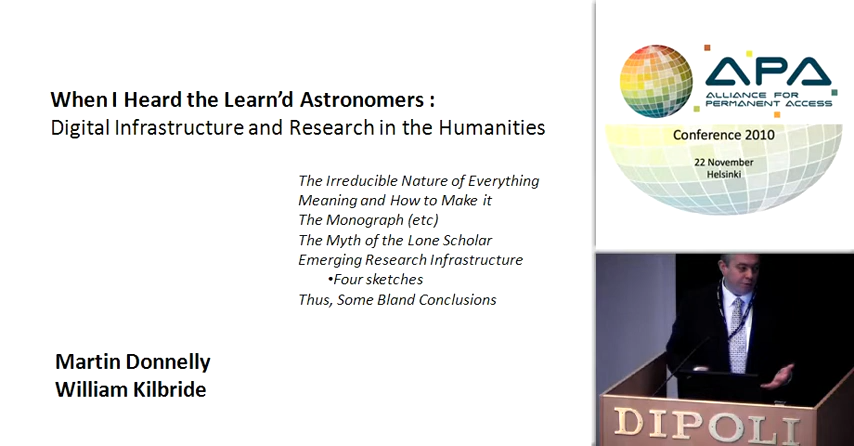 When I Heard the Learn'd Astronomers :
Digital Infrastructure and Research in the Humanities
The Irreducible Nature of Everything
Meaning and How to Make it
The Monograph (etc)
The Myth of the Lone Scholar
Emerging Research Infrastructure
•Four sketches
Thus, Some Bland Conclusions
Martin Donnelly
William Kilbride
APA
ALLIANCE FOR
PERMANENT ACCESS
Conference 2010
22 November
Helsinki
DIPOLI